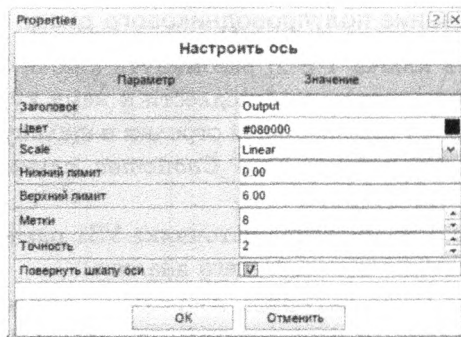 Properties
Настроить ось
Параметр Значение
Заголовок Output
Цвет #080000
Scale Linear
Нижний лимит 0.00
Верхний лимит 6.00
Метки 8
Точность 2
Повернуть шкалу оси
OK Отменить